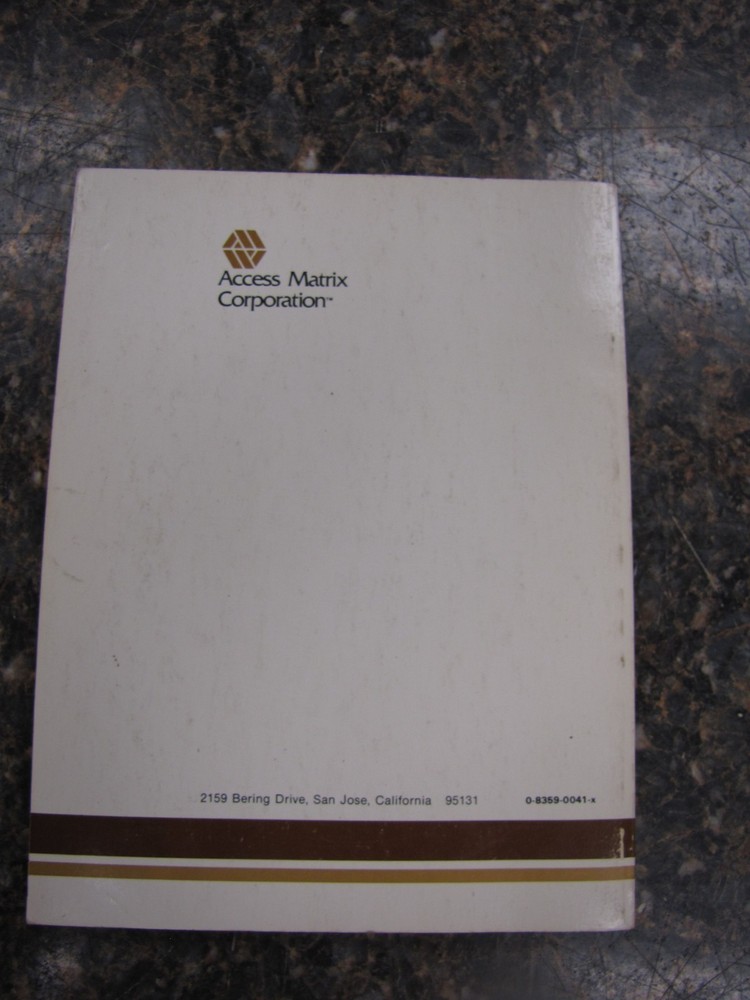 Access Matrix
Corporation™
2159 Bering Drive, San Jose, California 95131
0-8359-0041-x